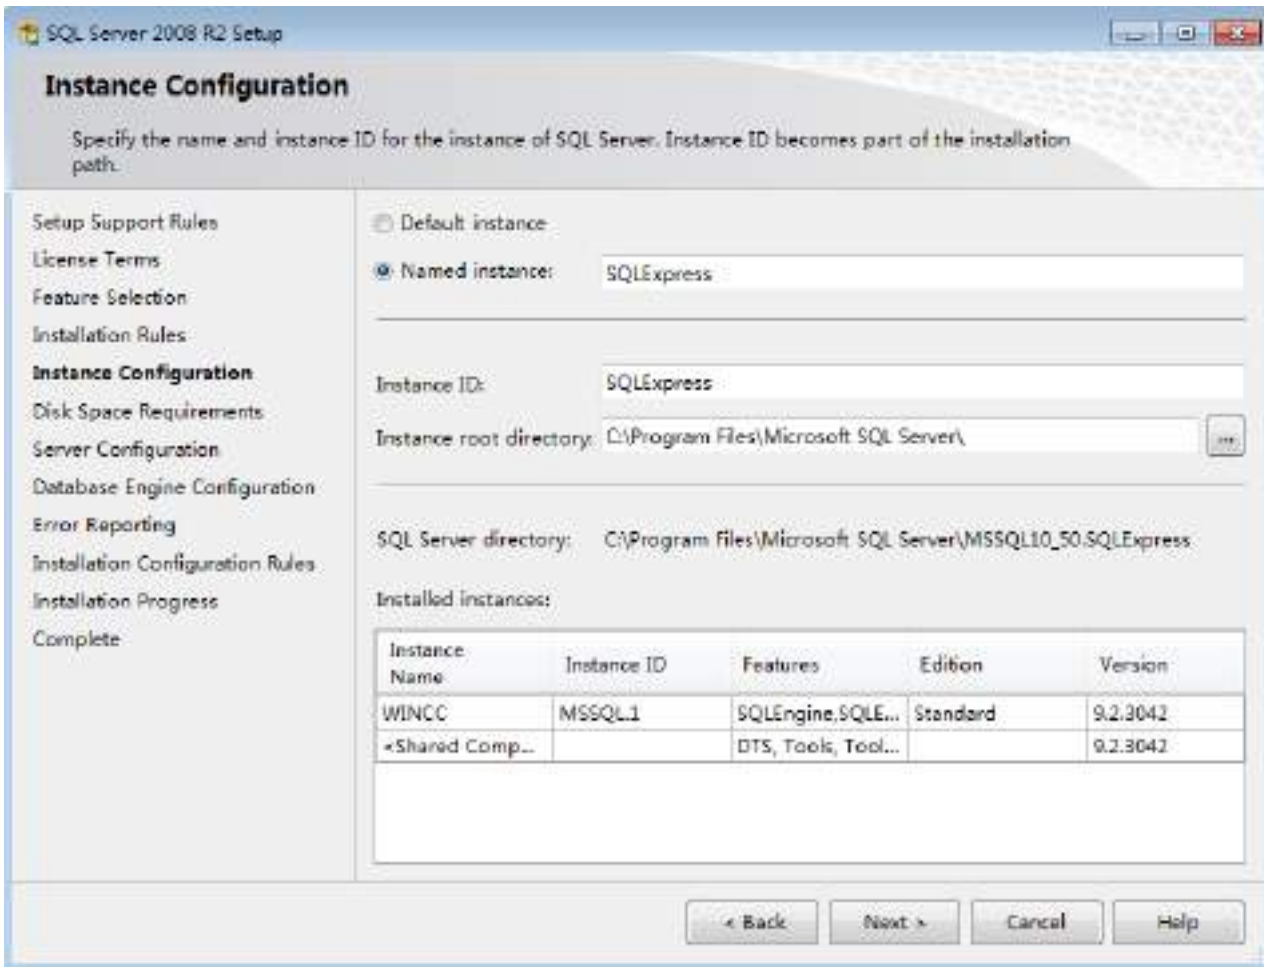 SQL Server 2008 R2 Setup
Instance Configuration
Specify the name and instance ID for the instance of SQL Server. Instance ID becomes part of the installation
path.
Setup Support Rules
License Terms
Feature Selection
Installation Rules
Instance Configuration
Disk Space Requirements
Server Configuration
Database Engine Configuration
Error Reporting
Installation Configuration Rules
Installation Progress
Complete
Default instance
Named instance: SQLExpress
Instance ID: SQLExpress
Instance root directory: C:\Program Files\Microsoft SQL Server\ ...
SQL Server directory: C:\Program Files\Microsoft SQL Server\MSSQL10_50.SQLExpress
Installed instances:
Instance Name Instance ID Features Edition Version
WINCC MSSQL.1 SQLEngine,SQLE... Standard 9.2.3042
<Shared Comp... DTS, Tools, Tool... 9.2.3042
< Back Next > Cancel Help